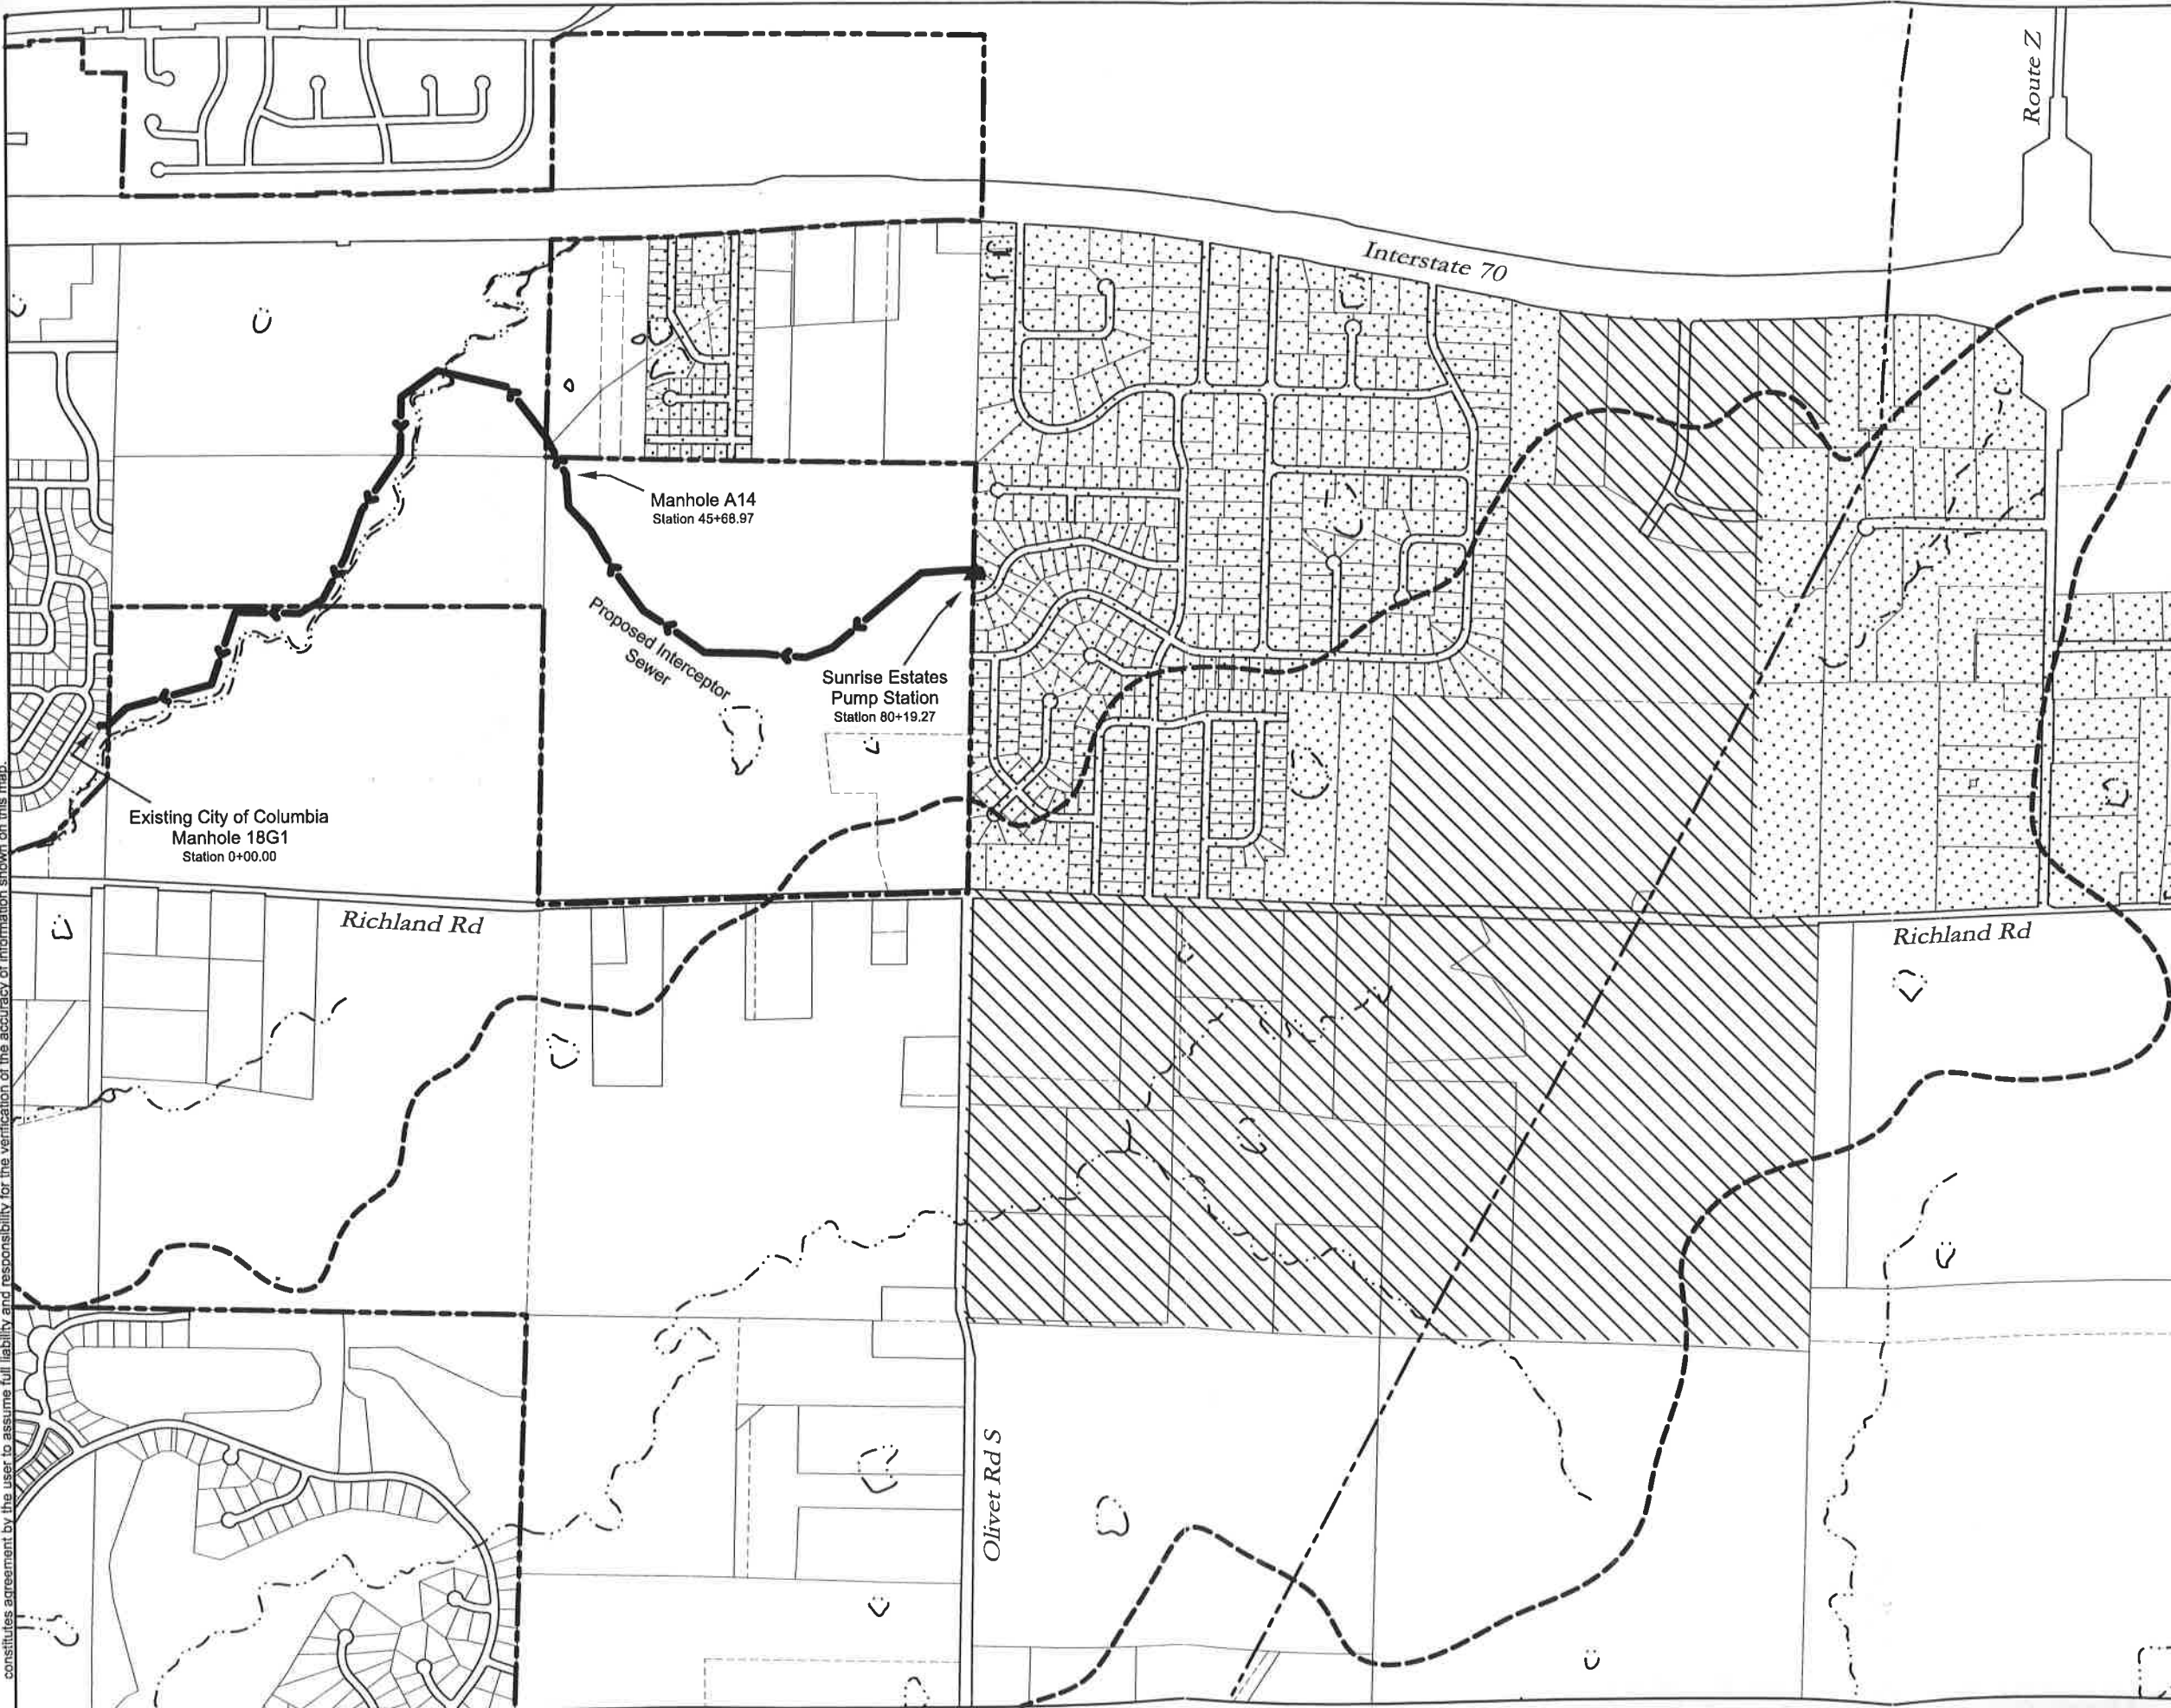 Route Z
Interstate 70
Manhole A14
Station 45+68.97
Proposed Interceptor
Sewer
Sunrise Estates
Pump Station
Station 80+19.27
Existing City of Columbia
Manhole 18G1
Station 0+00.00
Richland Rd
Richland Rd
Olivet Rd S
constitutes agreement by the user to assume full liability and responsibility for the verification of the accuracy of information shown on this map.